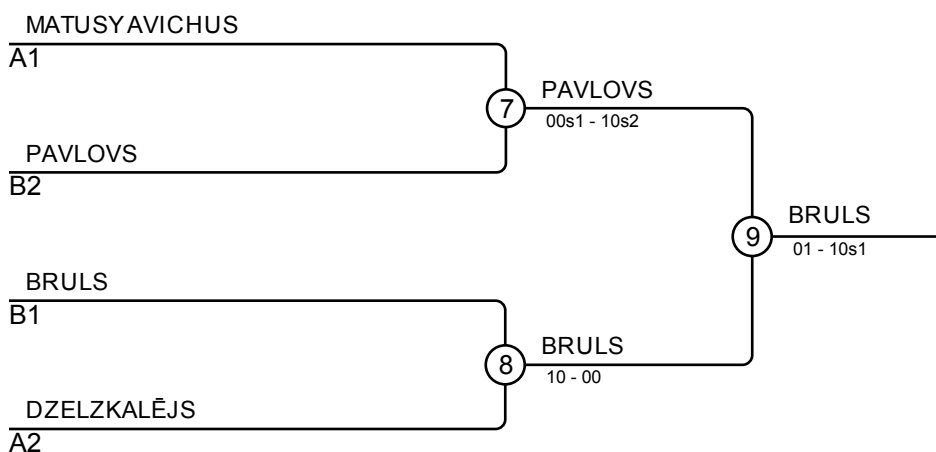 MATUSYAVICHUS
A1
7
PAVLOVS
00s1 - 10s2
PAVLOVS
B2
9
BRULS
01 - 10s1
BRULS
B1
8
BRULS
10 - 00
DZELZKALĒJS
A2